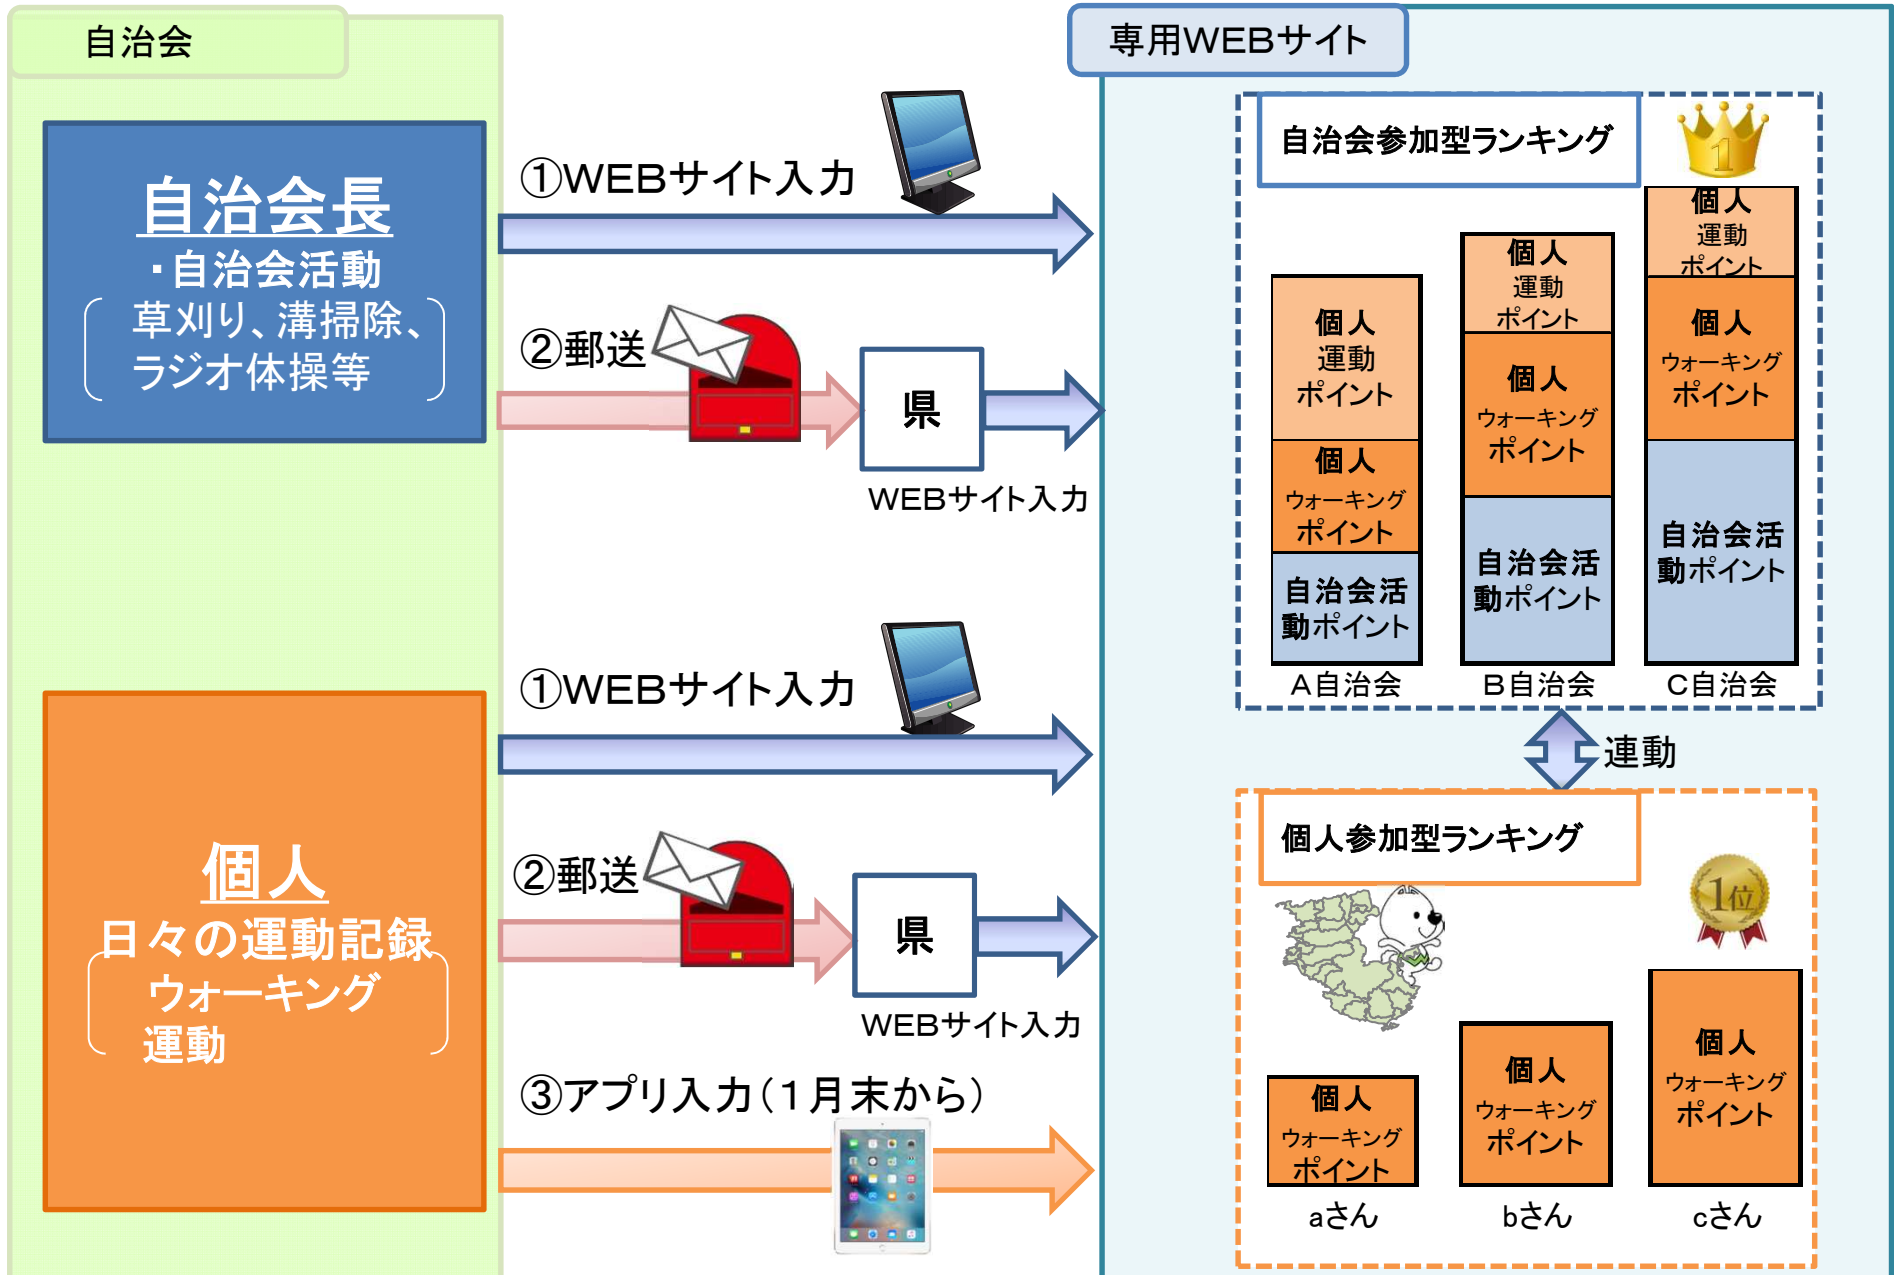 自治会
自治会長
・自治会活動
草刈り、溝掃除、
ラジオ体操等
個人
日々の運動記録
ウォーキング
運動
①WEBサイト入力
②郵送
県
WEBサイト入力
①WEBサイト入力
②郵送
県
WEBサイト入力
③アプリ入力（１月末から）
専用WEBサイト
自治会参加型ランキング
1
個人
運動
ポイント
個人
ウォーキング
ポイント
自治会活
動ポイント
A自治会
個人
運動
ポイント
個人
ウォーキング
ポイント
自治会活
動ポイント
B自治会
個人
運動
ポイント
個人
ウォーキング
ポイント
自治会活
動ポイント
C自治会
連動
個人参加型ランキング
1位
個人
ウォーキング
ポイント
aさん
個人
ウォーキング
ポイント
bさん
個人
ウォーキング
ポイント
cさん